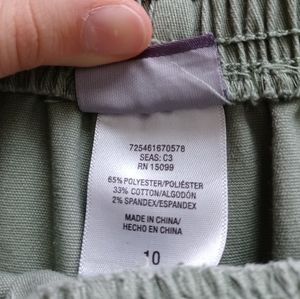 725461670578
SEAS: C3
RN 15099
65% POLYESTER/POLIÉSTER
33% COTTON/ALGODÓN
2% SPANDEX/ESPANDEX
MADE IN CHINA/
HECHO EN CHINA
10